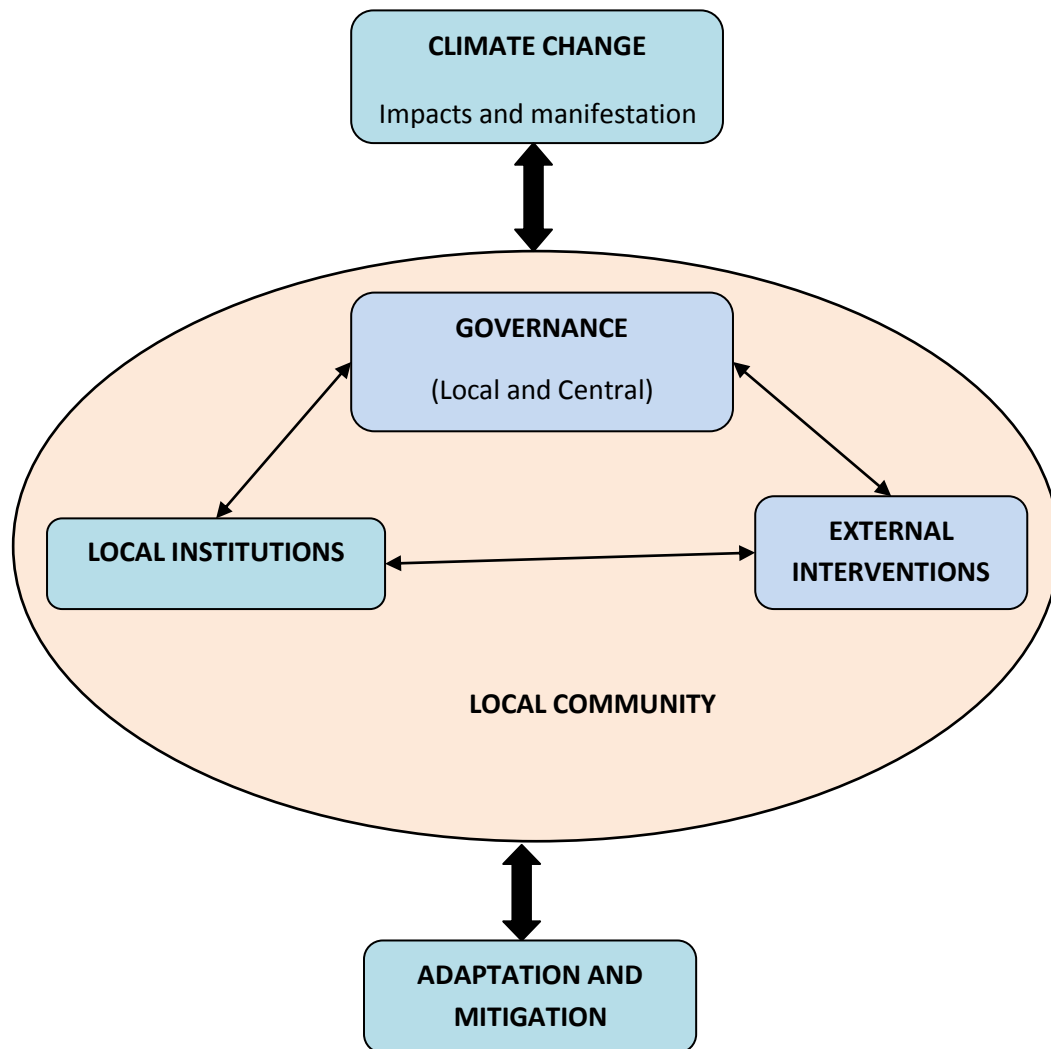 CLIMATE CHANGE
Impacts and manifestation
GOVERNANCE
(Local and Central)
LOCAL INSTITUTIONS
EXTERNAL
INTERVENTIONS
LOCAL COMMUNITY
ADAPTATION AND
MITIGATION